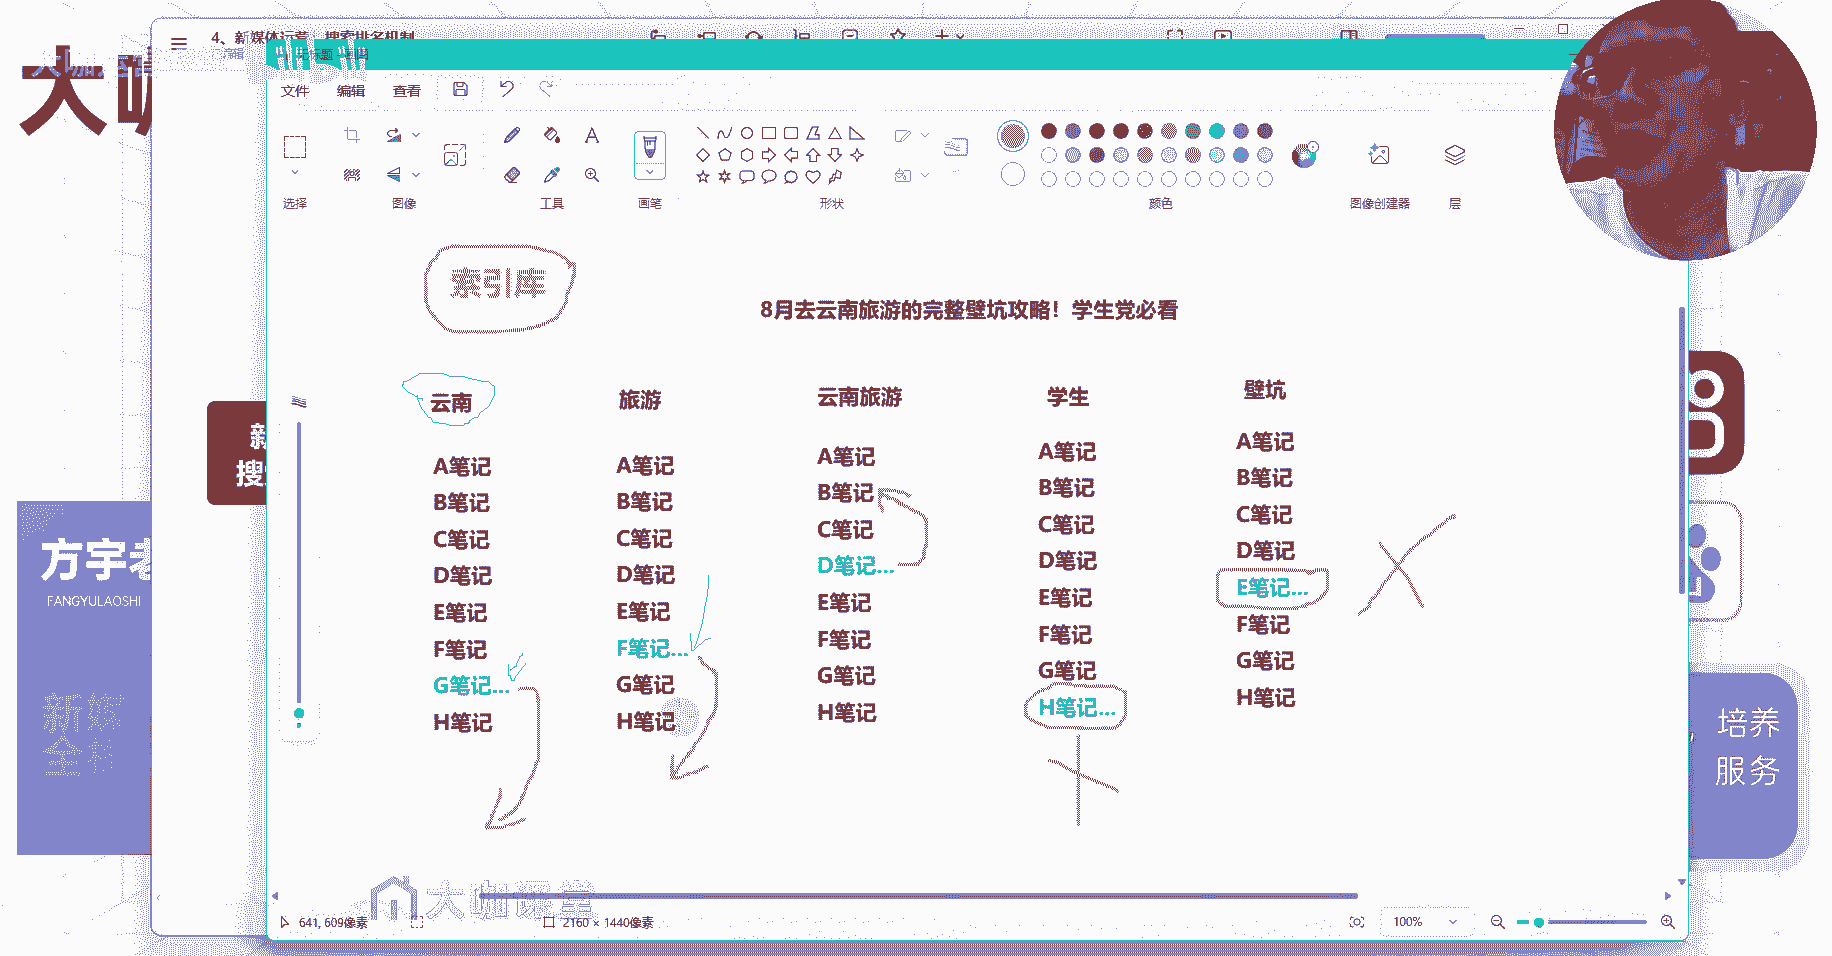 4、新媒体运营 搜索排名机制
大咖
文件 编辑 查看
选择 图像 工具 画笔 形状 颜色 图像创建器 层
索引库
8月去云南旅游的完整壁坑攻略！学生党必看
云南 旅游 云南旅游 学生 壁坑
A笔记 A笔记 A笔记 A笔记 A笔记
B笔记 B笔记 B笔记 B笔记 B笔记
C笔记 C笔记 C笔记 C笔记 C笔记
D笔记 D笔记 D笔记... D笔记 D笔记
E笔记 E笔记 E笔记 E笔记 E笔记...
F笔记 F笔记... F笔记 F笔记 F笔记
G笔记... G笔记 G笔记 G笔记 G笔记
H笔记 H笔记 H笔记 H笔记... H笔记
新
搜
方宇老
FANGYULAOSHI
新媒
全栈
培养
服务
大咖课堂
641, 609像素 2160 × 1440像素 100%